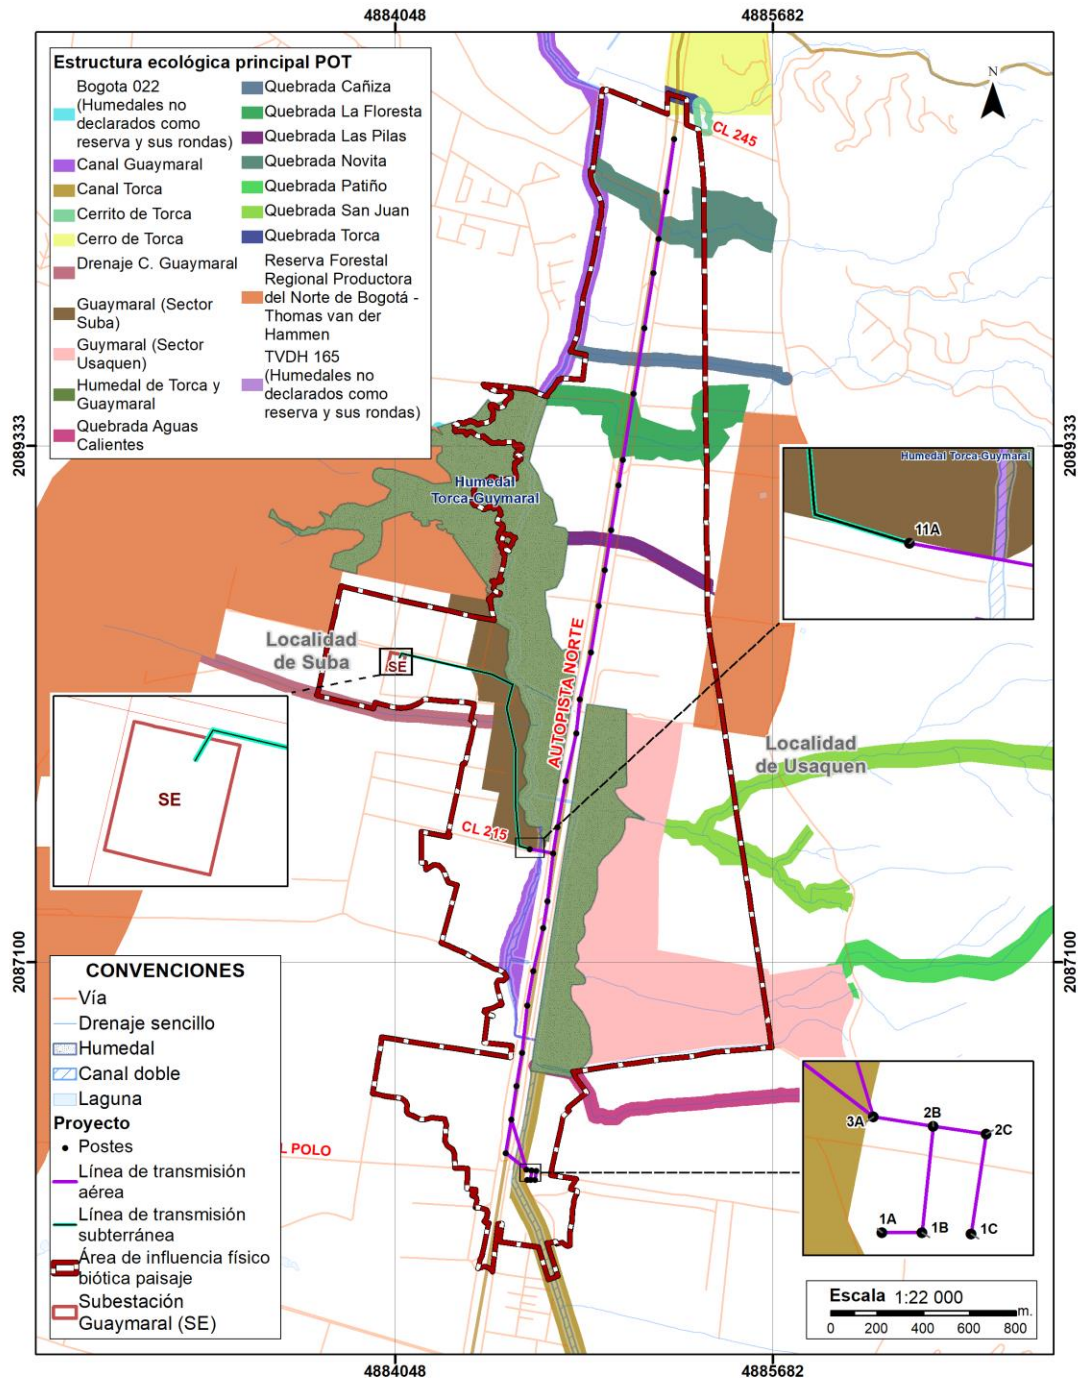 4884048
4885682
Estructura ecológica principal POT
Bogota 022
(Humedales no
declarados como
reserva y sus rondas)
Canal Guaymaral
Canal Torca
Cerrito de Torca
Cerro de Torca
Drenaje C. Guaymaral
Guaymaral (Sector
Suba)
Guymaral (Sector
Usaquen)
Humedal de Torca y
Guaymaral
Quebrada Aguas
Calientes
Quebrada Cañiza
Quebrada La Floresta
Quebrada Las Pilas
Quebrada Novita
Quebrada Patiño
Quebrada San Juan
Quebrada Torca
Reserva Forestal
Regional Productora
del Norte de Bogotá -
Thomas van der
Hammen
TVDH 165
(Humedales no
declarados como
reserva y sus rondas)
N
CL 245
2089333
2089333
Humedal
Torca-Guymaral
Humedal Torca-Guymaral
11A
Localidad
de Suba
SE
SE
AUTOPISTA NORTE
Localidad
de Usaquen
CL 215
2087100
2087100
CONVENCIONES
Vía
Drenaje sencillo
Humedal
Canal doble
Laguna
Proyecto
Postes
Línea de transmisión
aérea
Línea de transmisión
subterránea
Área de influencia físico
biótica paisaje
Subestación
Guaymaral (SE)
L POLO
3A
2B
2C
1A
1B
1C
Escala 1:22 000
m.
0 200 400 600 800
4884048
4885682